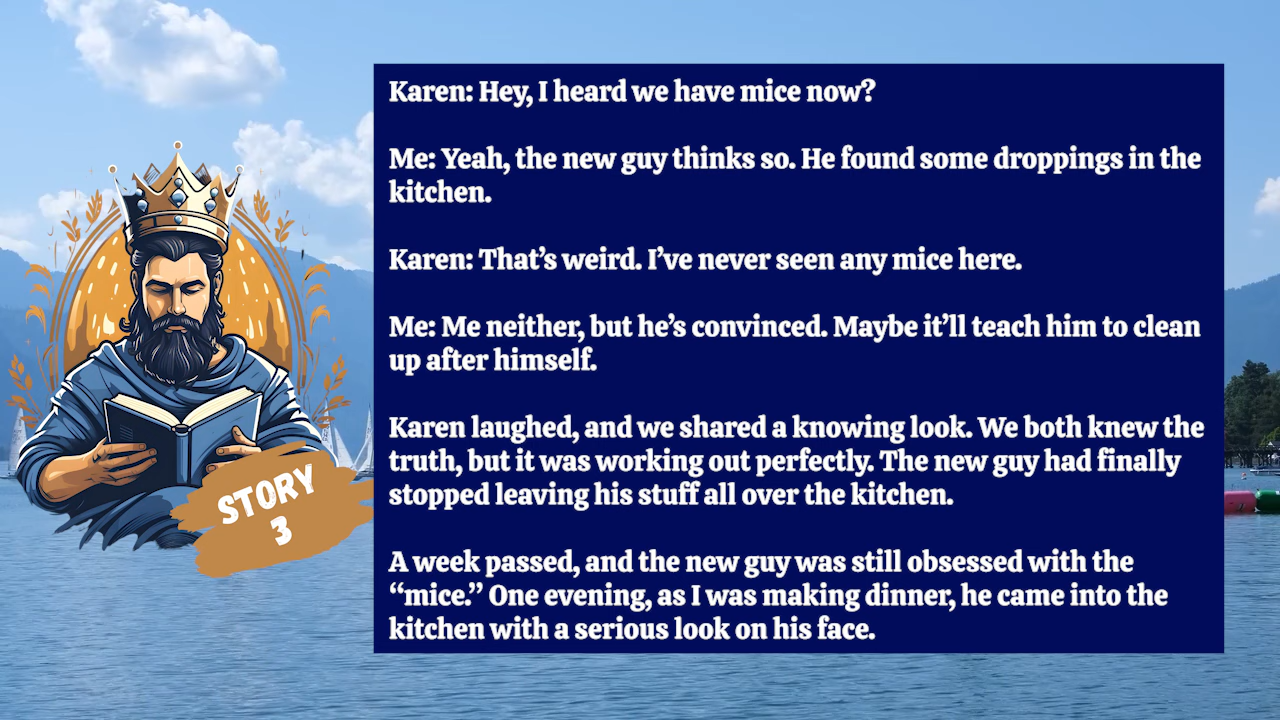 Karen: Hey, I heard we have mice now?
Me: Yeah, the new guy thinks so. He found some droppings in the
kitchen.
Karen: That’s weird. I’ve never seen any mice here.
Me: Me neither, but he’s convinced. Maybe it’ll teach him to clean
up after himself.
Karen laughed, and we shared a knowing look. We both knew the
truth, but it was working out perfectly. The new guy had finally
stopped leaving his stuff all over the kitchen.
A week passed, and the new guy was still obsessed with the
“mice.” One evening, as I was making dinner, he came into the
kitchen with a serious look on his face.
STORY
3